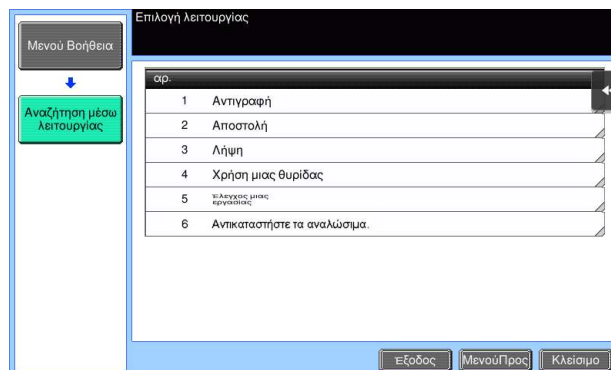 Επιλογή λειτουργίας
Μενού Βοήθεια
Αναζήτηση μέσω
λειτουργίας
αρ.
1 Αντιγραφή
2 Αποστολή
3 Λήψη
4 Χρήση μιας θυρίδας
5 Έλεγχος μιας
εργασίας
6 Αντικαταστήστε τα αναλώσιμα.
Έξοδος ΜενούΠρος Κλείσιμο